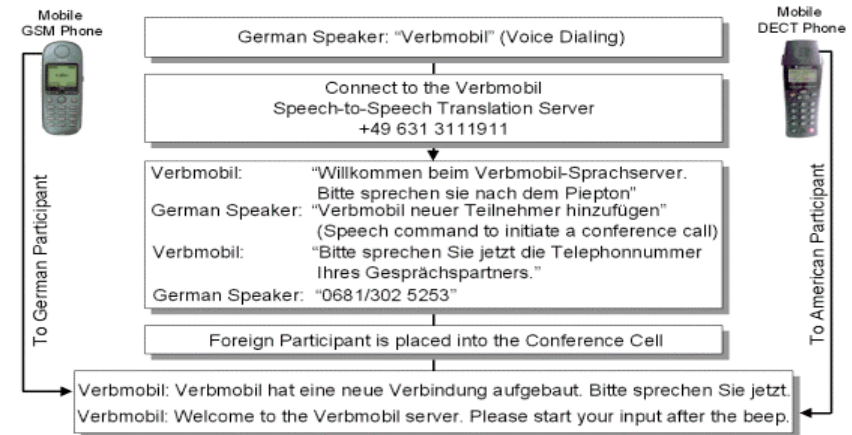 Mobile
GSM Phone
Mobile
DECT Phone
German Speaker: “Verbmobil” (Voice Dialing)
Connect to the Verbmobil
Speech-to-Speech Translation Server
+49 631 3111911
Verbmobil: “Willkommen beim Verbmobil-Sprachserver.
Bitte sprechen sie nach dem Piepton”
German Speaker: “Verbmobil neuer Teilnehmer hinzufügen”
(Speech command to initiate a conference call)
Verbmobil: “Bitte sprechen Sie jetzt die Telephonnummer
Ihres Gesprächspartners.”
German Speaker: “0681/302 5253”
To German Participant
To American Participant
Foreign Participant is placed into the Conference Cell
Verbmobil: Verbmobil hat eine neue Verbindung aufgebaut. Bitte sprechen Sie jetzt.
Verbmobil: Welcome to the Verbmobil server. Please start your input after the beep.